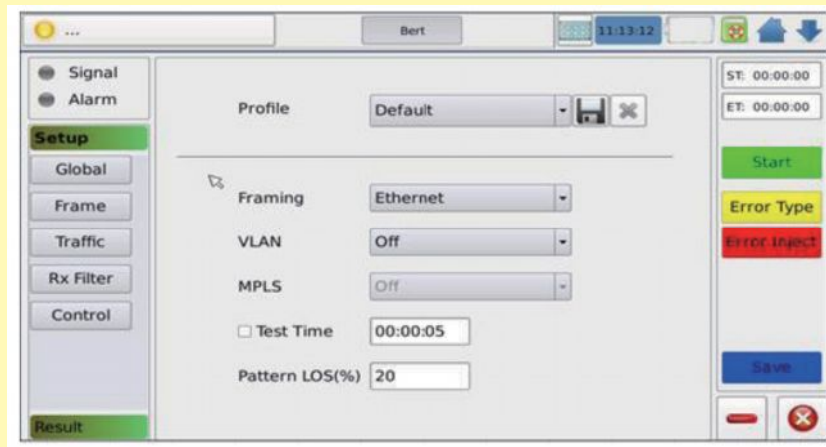 ...
Bert
11:13:12
Signal
Alarm
Setup
Global
Frame
Traffic
Rx Filter
Control
Result
Profile Default
Framing Ethernet
VLAN Off
MPLS Off
Test Time 00:00:05
Pattern LOS(%) 20
ST: 00:00:00
ET: 00:00:00
Start
Error Type
Error Inject
Save